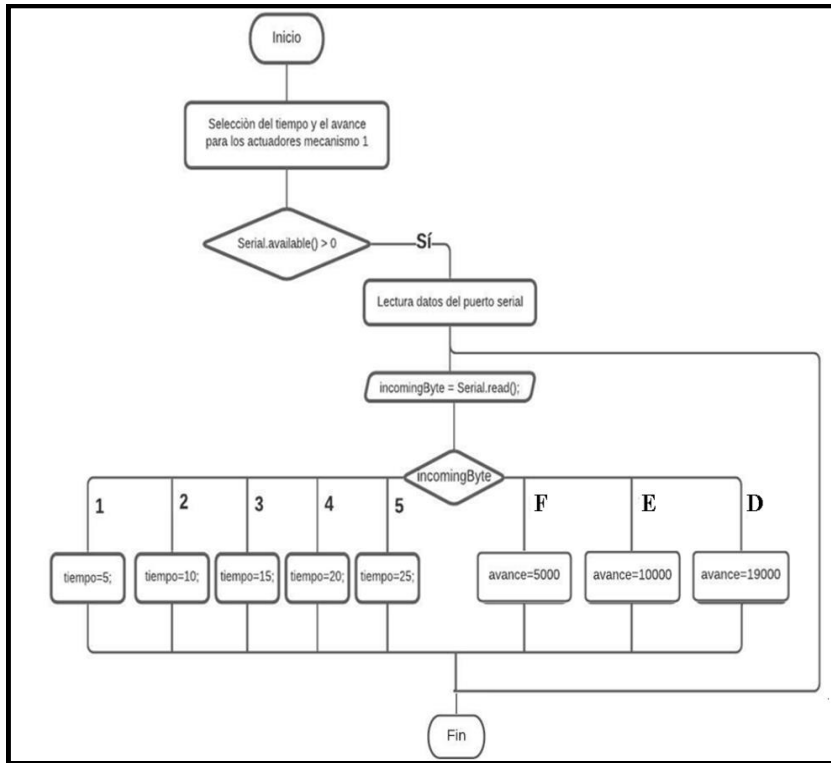 Inicio
Selecciòn del tiempo y el avance
para los actuadores mecanismo 1
Serial.available() > 0
Sí
Lectura datos del puerto serial
incomingByte = Serial.read();
incomingByte
1
2
3
4
5
F
E
D
tiempo=5;
tiempo=10;
tiempo=15;
tiempo=20;
tiempo=25;
avance=5000
avance=10000
avance=19000
Fin